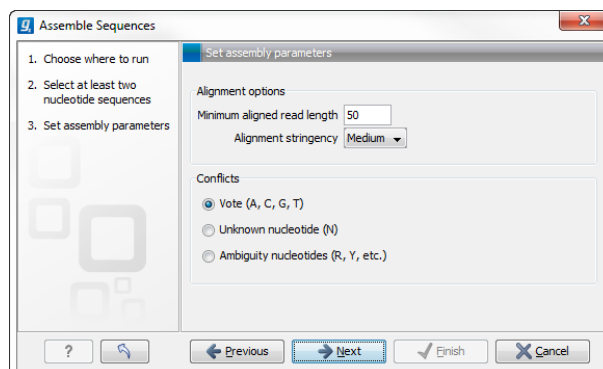 Assemble Sequences
1. Choose where to run
2. Select at least two
nucleotide sequences
3. Set assembly parameters
Set assembly parameters
Alignment options
Minimum aligned read length 50
Alignment stringency Medium
Conflicts
Vote (A, C, G, T)
Unknown nucleotide (N)
Ambiguity nucleotides (R, Y, etc.)
? Previous Next Finish Cancel